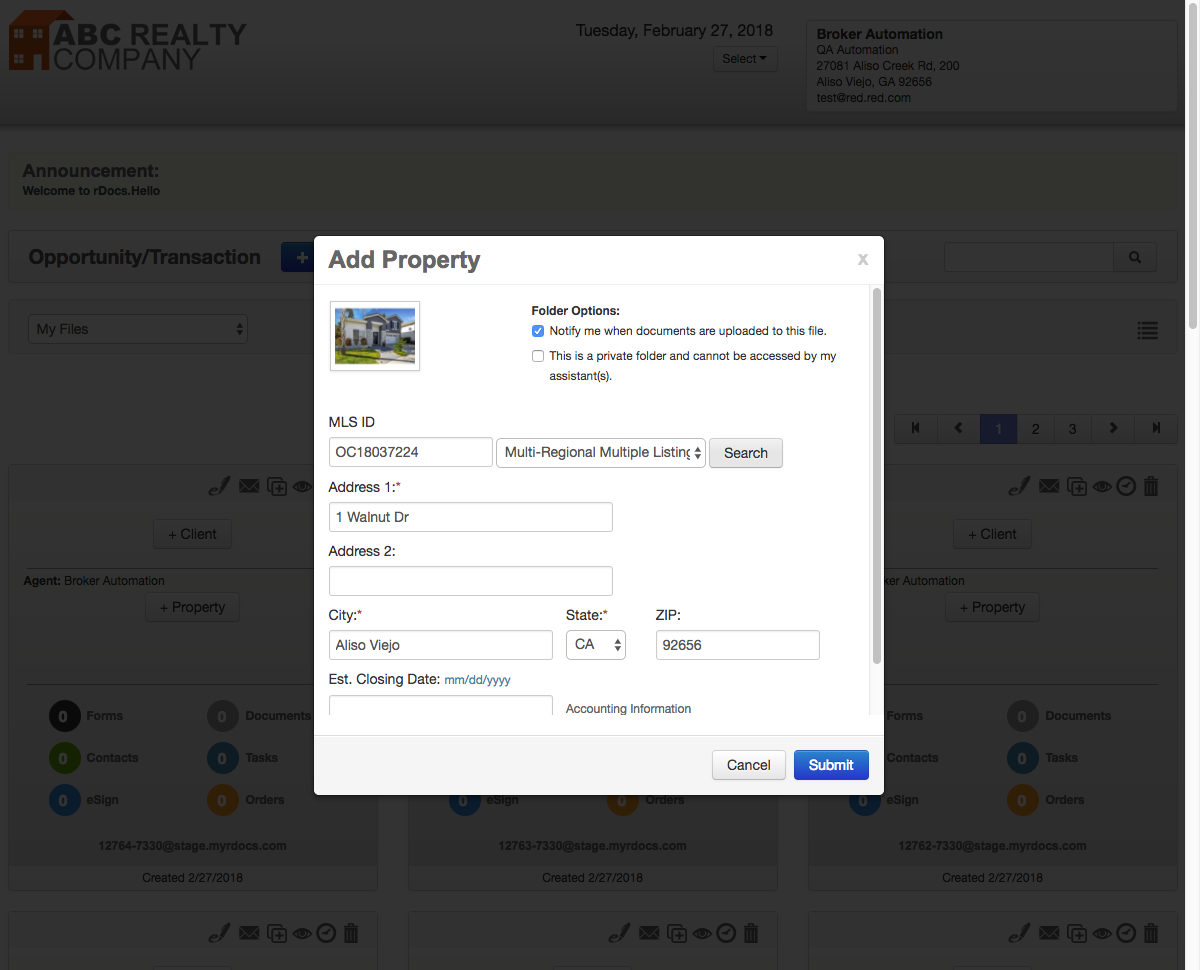 ABC REALTY
COMPANY
Tuesday, February 27, 2018
Select
Broker Automation
QA Automation
27081 Aliso Creek Rd, 200
Aliso Viejo, GA 92656
test@red.red.com
Announcement:
Welcome to rDocs.Hello
Opportunity/Transaction
+
My Files
1 2 3
Add Property
x
Folder Options:
Notify me when documents are uploaded to this file.
This is a private folder and cannot be accessed by my
assistant(s).
MLS ID
OC18037224
Multi-Regional Multiple Listing
Search
Address 1:*
1 Walnut Dr
Address 2:
City:* State:* ZIP:
Aliso Viejo CA 92656
Est. Closing Date: mm/dd/yyyy
Accounting Information
Cancel Submit
+ Client
Agent: Broker Automation
+ Property
0 Forms 0 Documents
0 Contacts 0 Tasks
0 eSign 0 Orders
12764-7330@stage.myrdocs.com
Created 2/27/2018
0 eSign 0 Orders
12763-7330@stage.myrdocs.com
Created 2/27/2018
+ Client
Automation
+ Property
Forms 0 Documents
Contacts 0 Tasks
0 eSign 0 Orders
12762-7330@stage.myrdocs.com
Created 2/27/2018